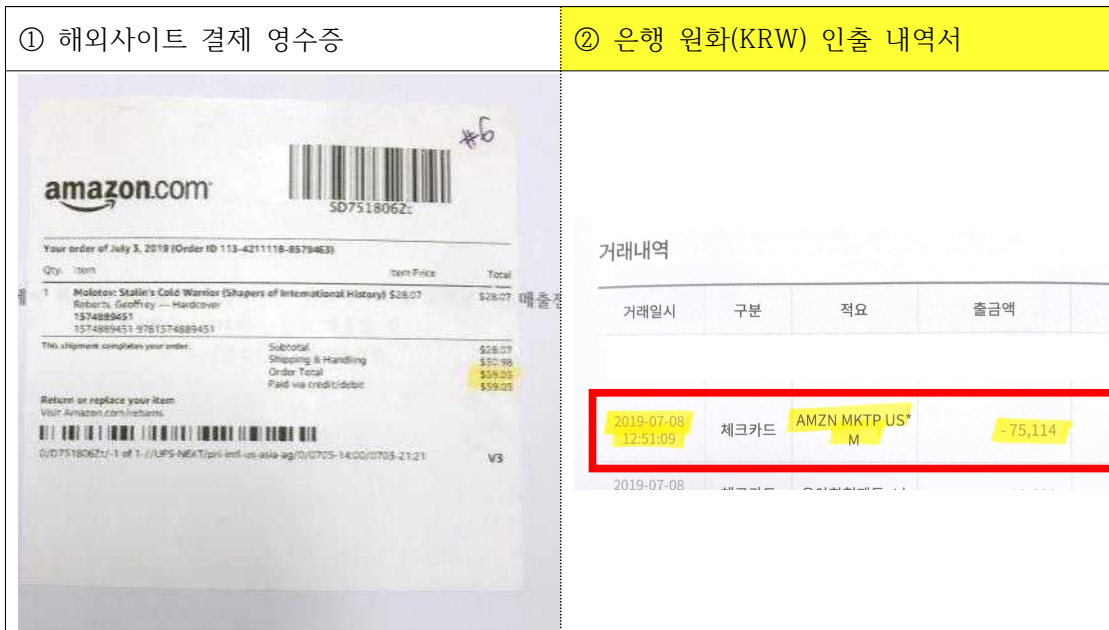 ① 해외사이트 결제 영수증
② 은행 원화(KRW) 인출 내역서
#6
amazon.com
SD751806Zt
Your order of July 3, 2019 (Order ID 113-4211118-8579463)
Qty. Item Item Price Total
1 Molotov: Stalin's Cold Warrior (Shapers of International History) $28.07 $28.07
Roberts, Geoffrey --- Hardcover
1574889451
1574889451 9781574889451
This shipment completes your order.
Subtotal $28.07
Shipping & Handling $30.98
Order Total $59.05
Paid via credit/debit $59.05
Return or replace your item
Visit Amazon.com/returns
V3
매출전
거래내역
거래일시 구분 적요 출금액
2019-07-08
12:51:09
체크카드
AMZN MKTP US*
M
- 75,114
2019-07-08